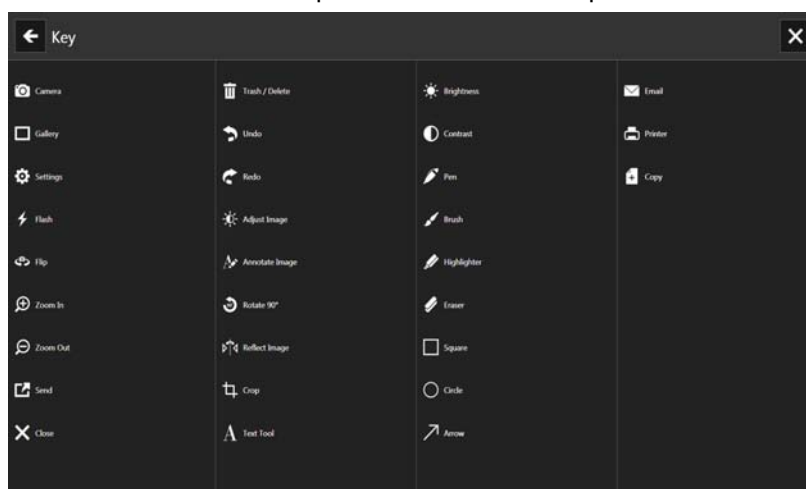 Key
Camera
Gallery
Settings
Flash
Flip
Zoom In
Zoom Out
Send
Close
Trash / Delete
Undo
Redo
Adjust Image
Annotate Image
Rotate 90°
Reflect Image
Crop
Text Tool
Brightness
Contrast
Pen
Brush
Highlighter
Eraser
Square
Circle
Arrow
Email
Printer
Copy